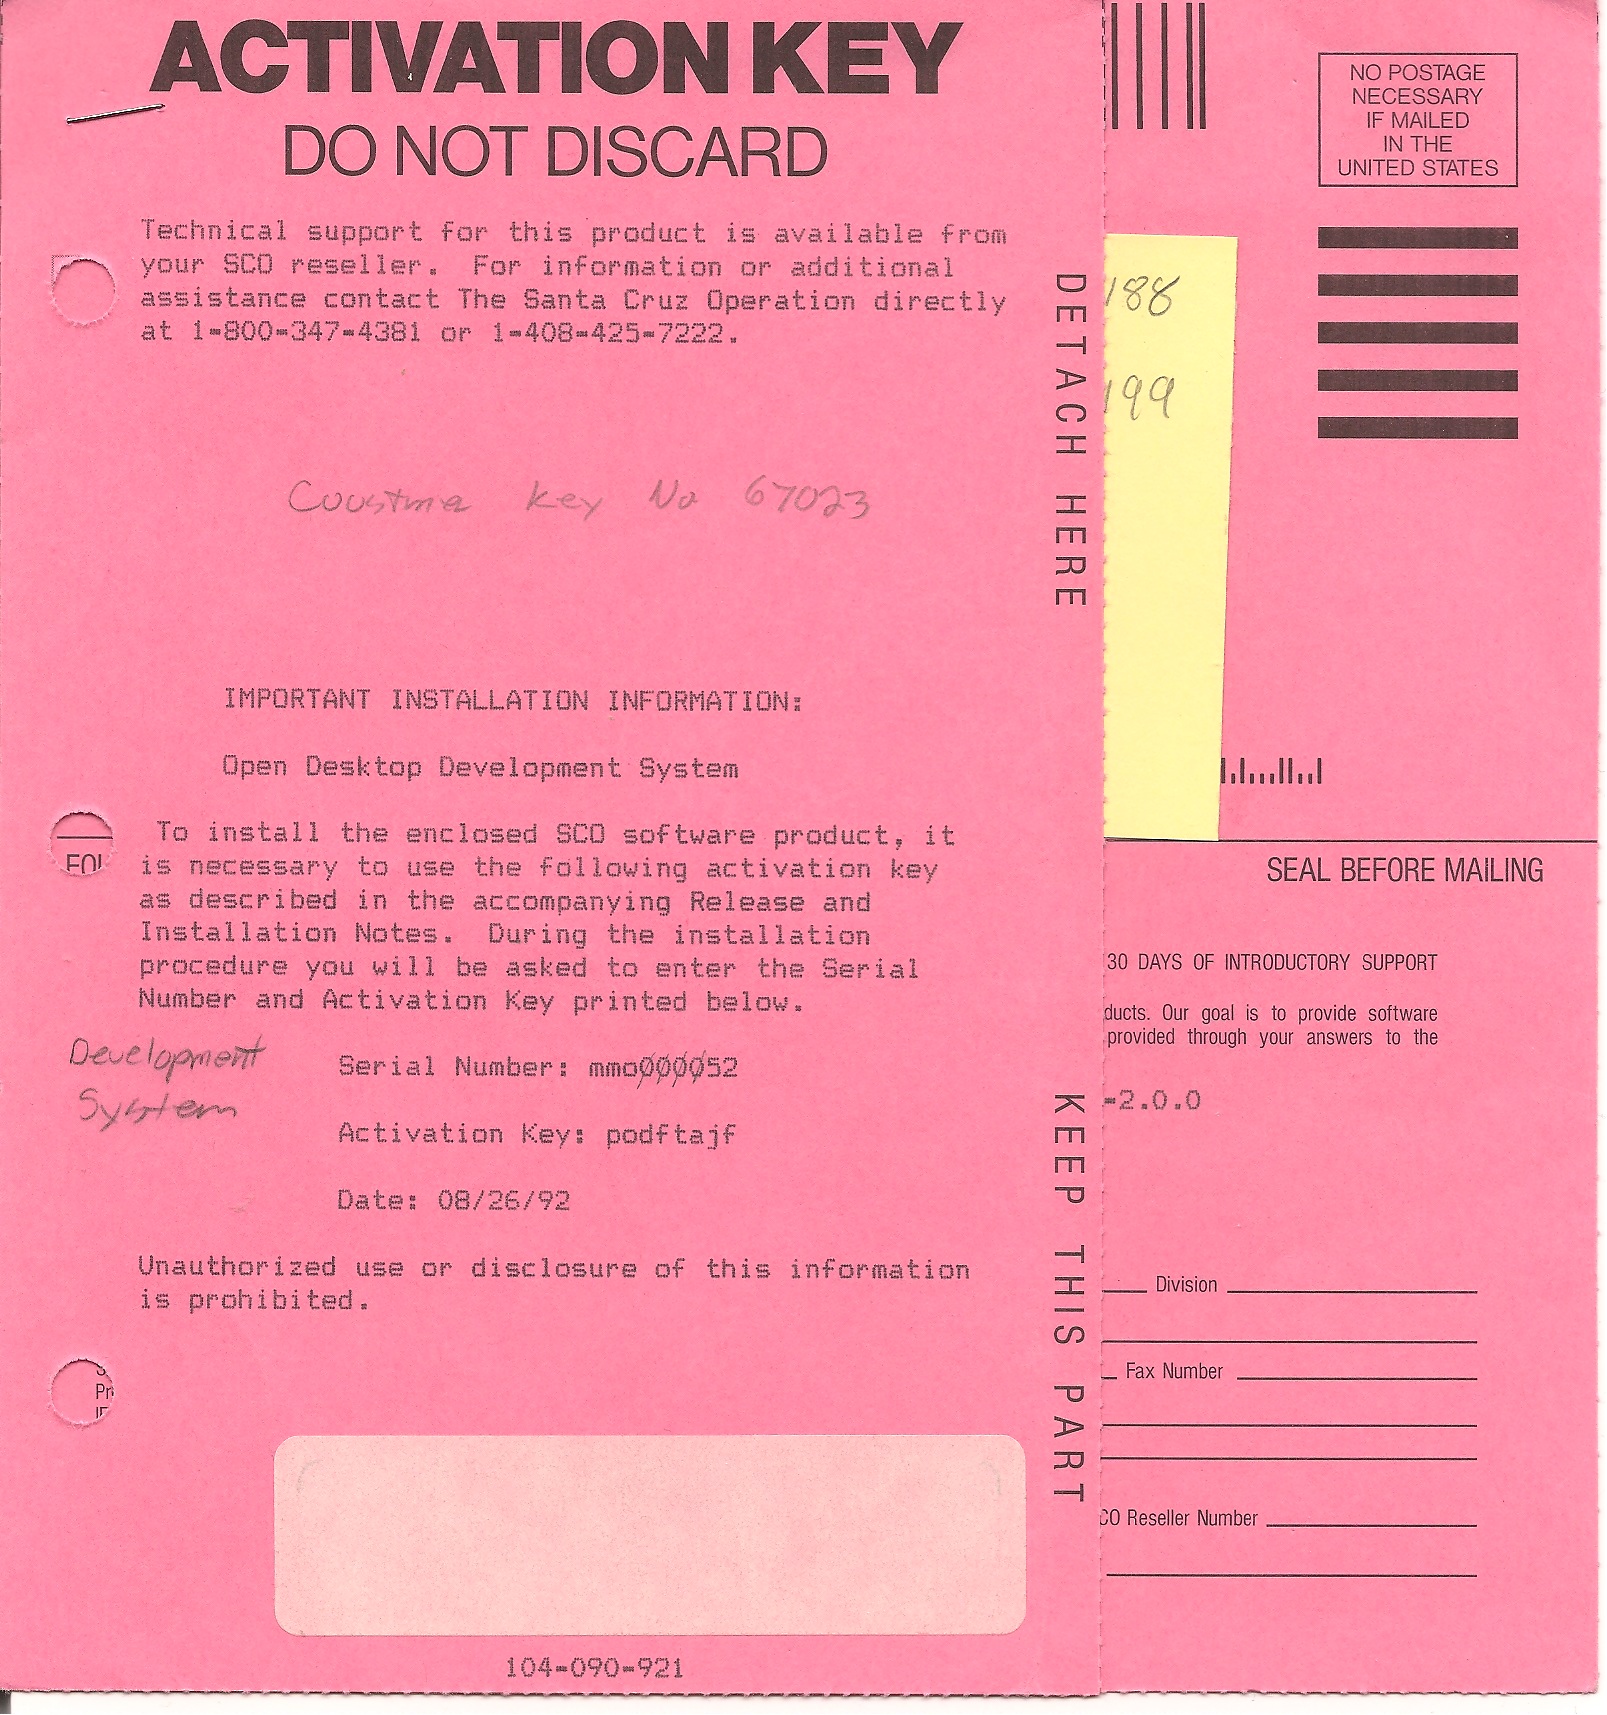 ACTIVATION KEY
DO NOT DISCARD
Technical support for this product is available from
your SCO reseller. For information or additional
assistance contact The Santa Cruz Operation directly
at 1-800-347-4381 or 1-408-425-7222.
Key No 67023
IMPORTANT INSTALLATION INFORMATION:
Open Desktop Development System
To install the enclosed SCO software product, it
is necessary to use the following activation key
as described in the accompanying Release and
Installation Notes. During the installation
procedure you will be asked to enter the Serial
Number and Activation Key printed below.
Development
System
Serial Number: mmo000052
Activation Key: podftajf
Date: 08/26/92
Unauthorized use or disclosure of this information
is prohibited.
104-090-921
DETACH HERE
KEEP THIS PART
NO POSTAGE
NECESSARY
IF MAILED
IN THE
UNITED STATES
188
199
SEAL BEFORE MAILING
30 DAYS OF INTRODUCTORY SUPPORT
ducts. Our goal is to provide software
provided through your answers to the
-2.0.0
Division
Fax Number
CO Reseller Number